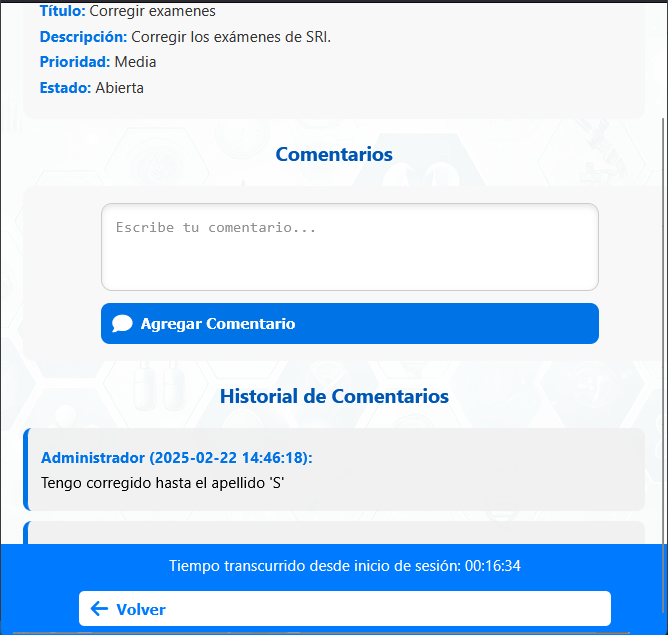 Título: Corregir examenes
Descripción: Corregir los exámenes de SRI.
Prioridad: Media
Estado: Abierta
Comentarios
Escribe tu comentario...
Agregar Comentario
Historial de Comentarios
Administrador (2025-02-22 14:46:18):
Tengo corregido hasta el apellido 'S'
Tiempo transcurrido desde inicio de sesión: 00:16:34
Volver